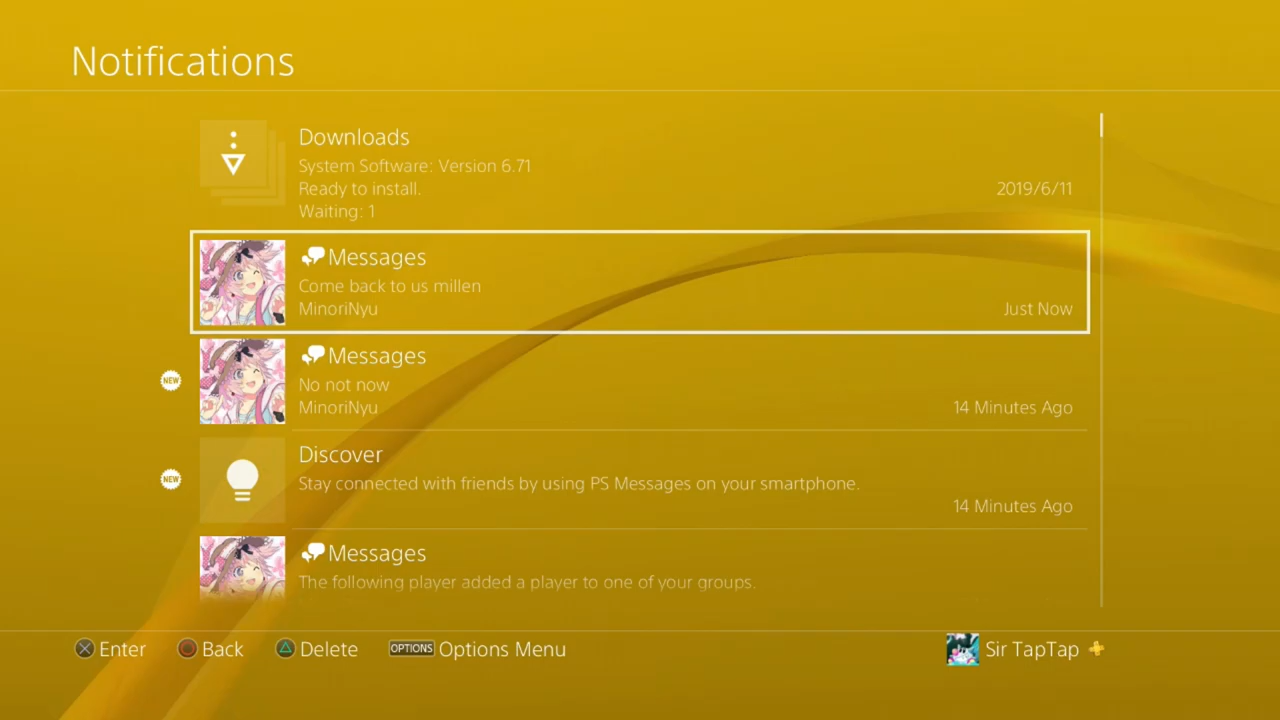 Notifications
Downloads
System Software: Version 6.71
Ready to install.
2019/6/11
Waiting: 1
Messages
Come back to us millen
MinoriNyu
Just Now
Messages
NEW
No not now
MinoriNyu
14 Minutes Ago
Discover
NEW
Stay connected with friends by using PS Messages on your smartphone.
14 Minutes Ago
Messages
The following player added a player to one of your groups.
Enter Back Delete OPTIONS Options Menu Sir TapTap